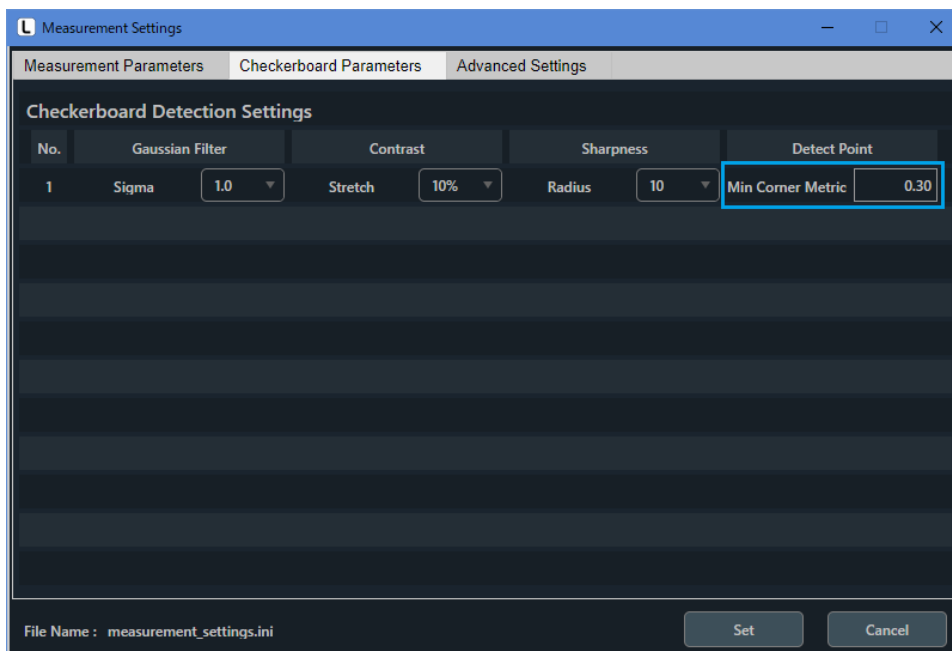 L Measurement Settings
Measurement Parameters Checkerboard Parameters Advanced Settings
Checkerboard Detection Settings
No. Gaussian Filter Contrast Sharpness Detect Point
1 Sigma 1.0 Stretch 10% Radius 10 Min Corner Metric 0.30
File Name : measurement_settings.ini Set Cancel